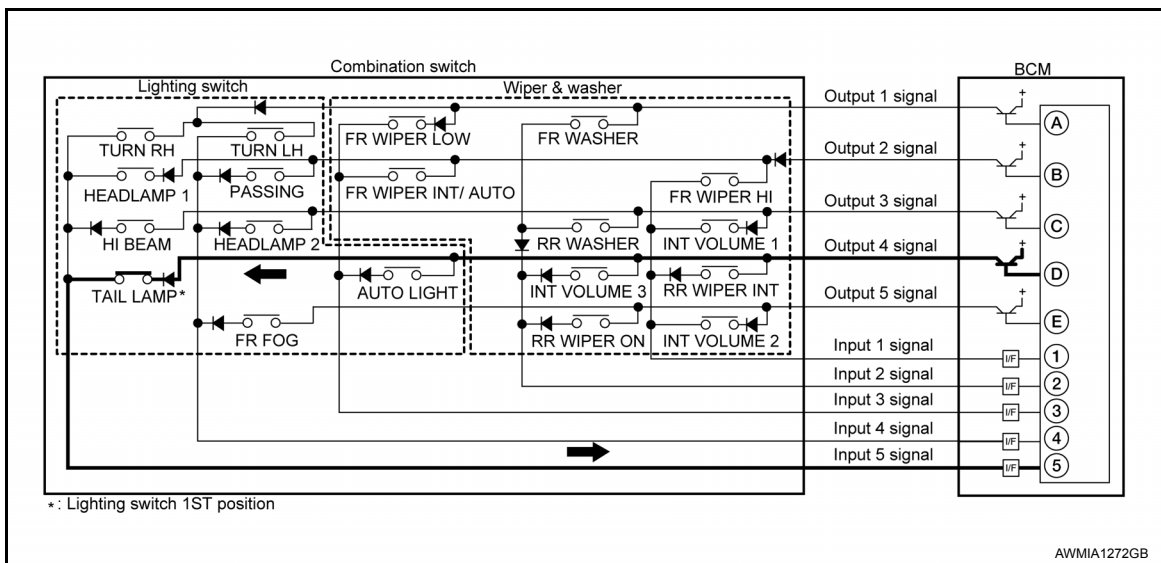 Combination switch
BCM
Lighting switch
Wiper & washer
Output 1 signal
+
A
TURN RH
TURN LH
FR WIPER LOW
FR WASHER
Output 2 signal
+
B
HEADLAMP 1
PASSING
FR WIPER INT/ AUTO
FR WIPER HI
Output 3 signal
+
C
HI BEAM
HEADLAMP 2
RR WASHER
INT VOLUME 1
Output 4 signal
+
D
TAIL LAMP*
AUTO LIGHT
INT VOLUME 3
RR WIPER INT
Output 5 signal
+
E
FR FOG
RR WIPER ON
INT VOLUME 2
Input 1 signal
I/F
1
Input 2 signal
I/F
2
Input 3 signal
I/F
3
Input 4 signal
I/F
4
Input 5 signal
I/F
5
*: Lighting switch 1ST position
AWMIA1272GB